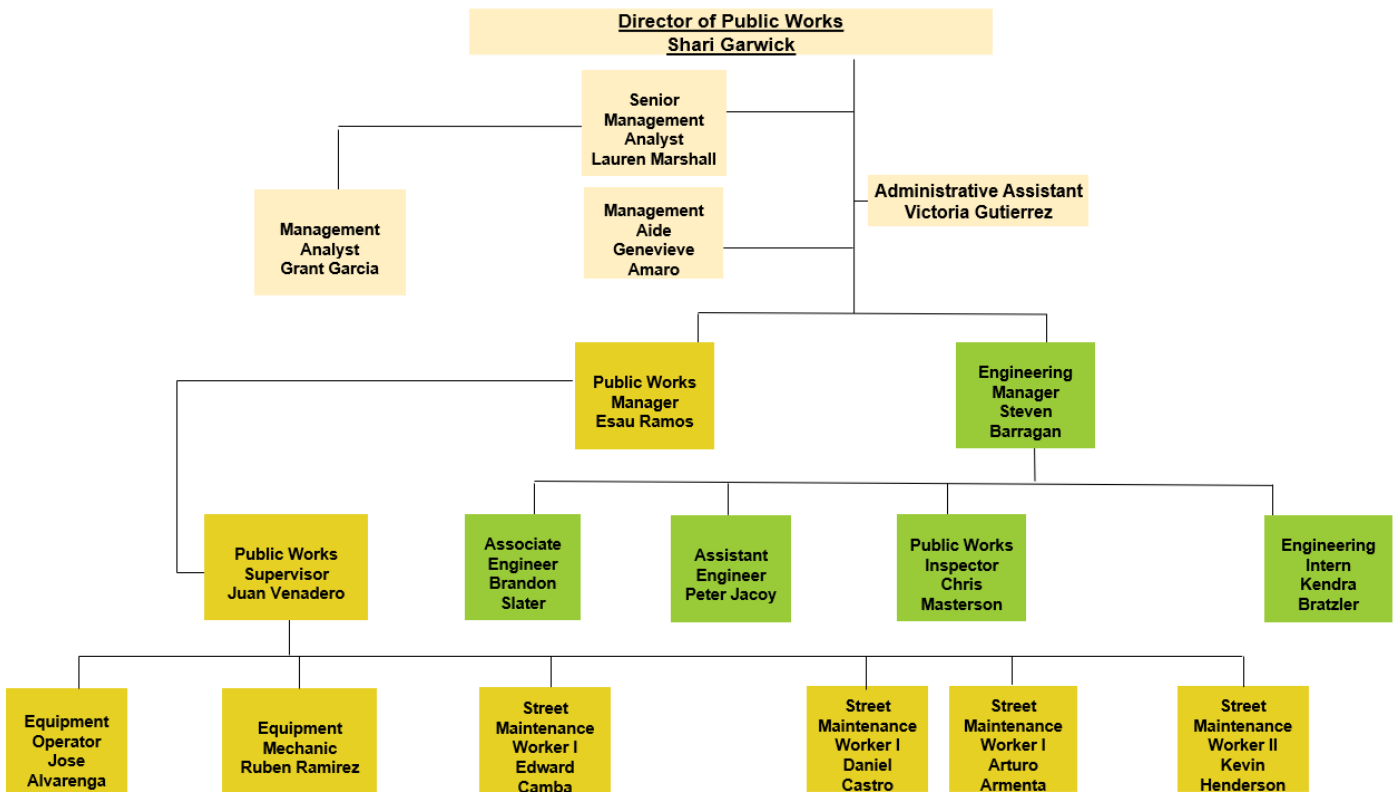 Director of Public Works
Shari Garwick
Senior
Management
Analyst
Lauren Marshall
Administrative Assistant
Victoria Gutierrez
Management
Analyst
Grant Garcia
Management
Aide
Genevieve
Amaro
Public Works
Manager
Esau Ramos
Engineering
Manager
Steven
Barragan
Public Works
Supervisor
Juan Venadero
Associate
Engineer
Brandon
Slater
Assistant
Engineer
Peter Jacoy
Public Works
Inspector
Chris
Masterson
Engineering
Intern
Kendra
Bratzler
Equipment
Operator
Jose
Alvarenga
Equipment
Mechanic
Ruben Ramirez
Street
Maintenance
Worker I
Edward
Camba
Street
Maintenance
Worker I
Daniel
Castro
Street
Maintenance
Worker I
Arturo
Armenta
Street
Maintenance
Worker II
Kevin
Henderson